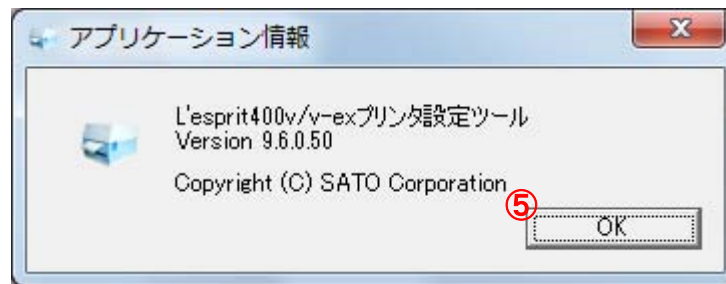 アプリケーション情報
L'esprit400v/v-exプリンタ設定ツール
Version 9.6.0.50
Copyright (C) SATO Corporation
⑤
OK